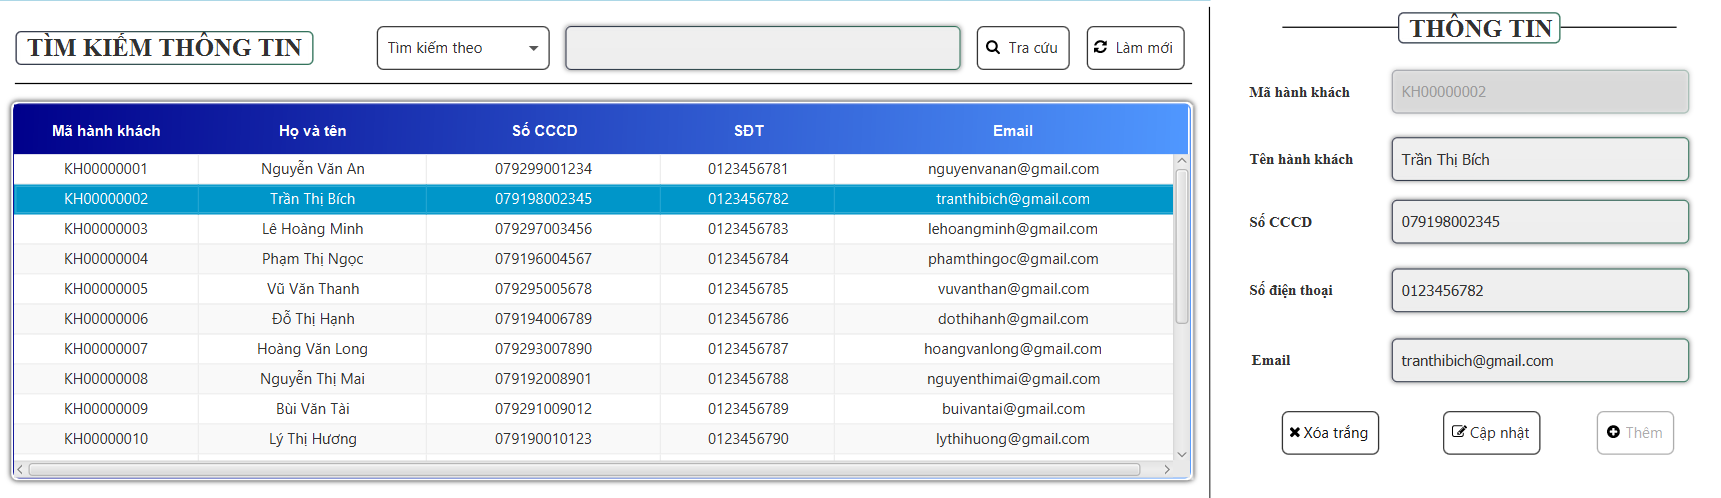 TÌM KIẾM THÔNG TIN
Tìm kiếm theo
Tra cứu
Làm mới
Mã hành khách Họ và tên Số CCCD SĐT Email
KH00000001 Nguyễn Văn An 079299001234 0123456781 nguyenvanan@gmail.com
KH00000002 Trần Thị Bích 079198002345 0123456782 tranthibich@gmail.com
KH00000003 Lê Hoàng Minh 079297003456 0123456783 lehoangminh@gmail.com
KH00000004 Phạm Thị Ngọc 079196004567 0123456784 phamthingoc@gmail.com
KH00000005 Vũ Văn Thanh 079295005678 0123456785 vuvanthan@gmail.com
KH00000006 Đỗ Thị Hạnh 079194006789 0123456786 dothihanh@gmail.com
KH00000007 Hoàng Văn Long 079293007890 0123456787 hoangvanlong@gmail.com
KH00000008 Nguyễn Thị Mai 079192008901 0123456788 nguyenthimai@gmail.com
KH00000009 Bùi Văn Tài 079291009012 0123456789 buivantai@gmail.com
KH00000010 Lý Thị Hương 079190010123 0123456790 lythihuong@gmail.com
THÔNG TIN
Mã hành khách KH00000002
Tên hành khách Trần Thị Bích
Số CCCD 079198002345
Số điện thoại 0123456782
Email tranthibich@gmail.com
Xóa trắng
Cập nhật
Thêm